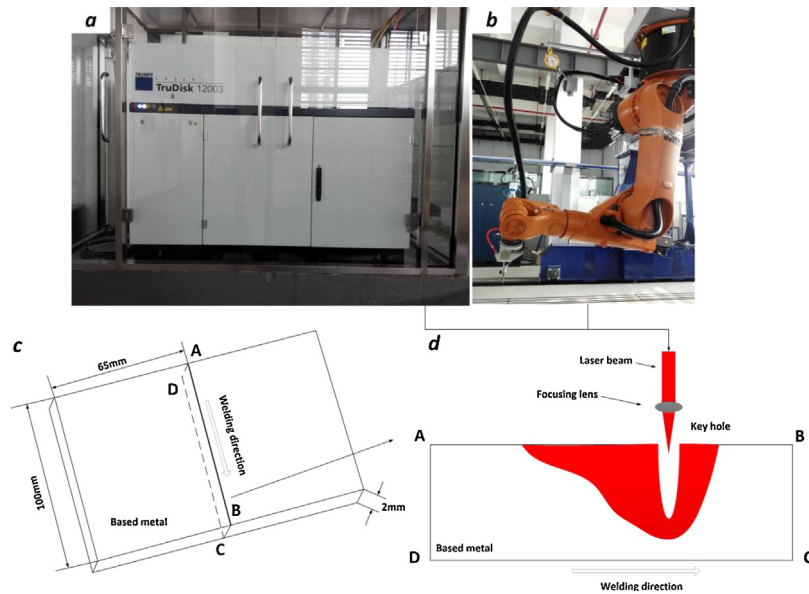 a
b
TRUMPF
LASER
TruDisk 12003
c
65mm
A
D
100mm
Welding direction
Based metal
B
C
2mm
d
Laser beam
Focusing lens
Key hole
A
B
Based metal
D
C
Welding direction